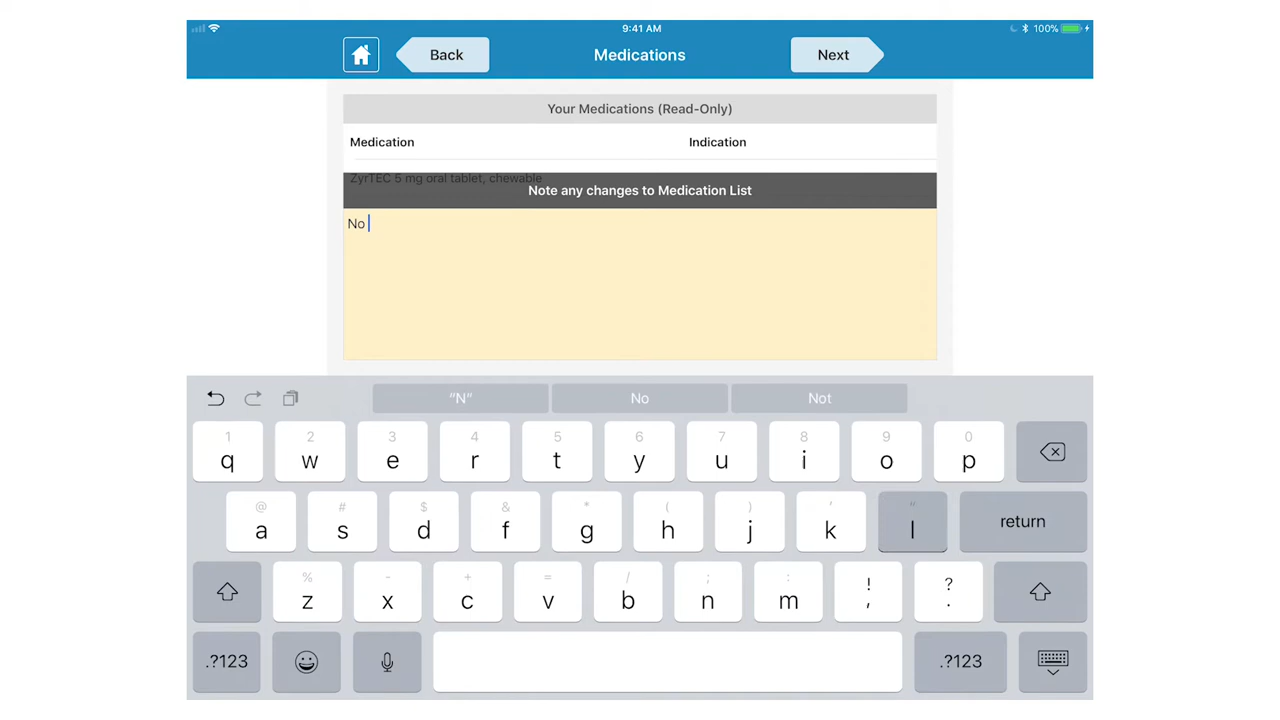 9:41 AM
100%
Back
Medications
Next
Your Medications (Read-Only)
Medication Indication
ZyrTEC 5 mg oral tablet, chewable
Note any changes to Medication List
No
“N” No Not
1 2 3 4 5 6 7 8 9 0
q w e r t y u i o p
@ # $ & * ( ) ' "
a s d f g h j k l return
% - + = / ; : ! ?
z x c v b n m , .
.?123 .?123